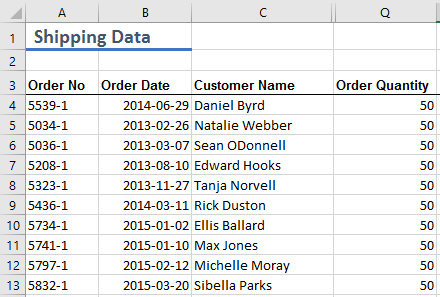 A B C Q
1 Shipping Data
2
3 Order No Order Date Customer Name Order Quantity
4 5539-1 2014-06-29 Daniel Byrd 50
5 5034-1 2013-02-26 Natalie Webber 50
6 5036-1 2013-03-07 Sean ODonnell 50
7 5208-1 2013-08-10 Edward Hooks 50
8 5323-1 2013-11-27 Tanja Norvell 50
9 5436-1 2014-03-11 Rick Duston 50
10 5734-1 2015-01-02 Ellis Ballard 50
11 5741-1 2015-01-10 Max Jones 50
12 5797-1 2015-02-12 Michelle Moray 50
13 5832-1 2015-03-20 Sibella Parks 50